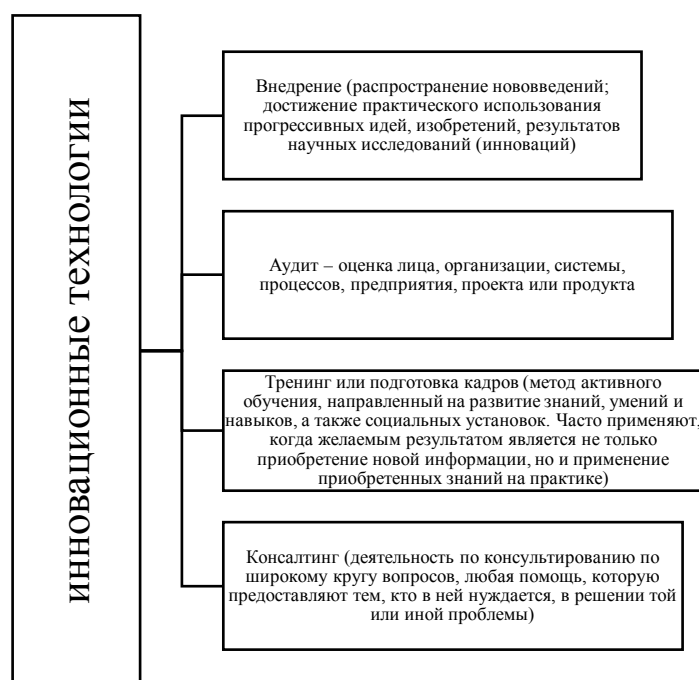 инновационные технологии
Внедрение (распространение нововведений;
достижение практического использования
прогрессивных идей, изобретений, результатов
научных исследований (инноваций)
Аудит – оценка лица, организации, системы,
процессов, предприятия, проекта или продукта
Тренинг или подготовка кадров (метод активного
обучения, направленный на развитие знаний, умений и
навыков, а также социальных установок. Часто применяют,
когда желаемым результатом является не только
приобретение новой информации, но и применение
приобретенных знаний на практике)
Консалтинг (деятельность по консультированию по
широкому кругу вопросов, любая помощь, которую
предоставляют тем, кто в ней нуждается, в решении той
или иной проблемы)